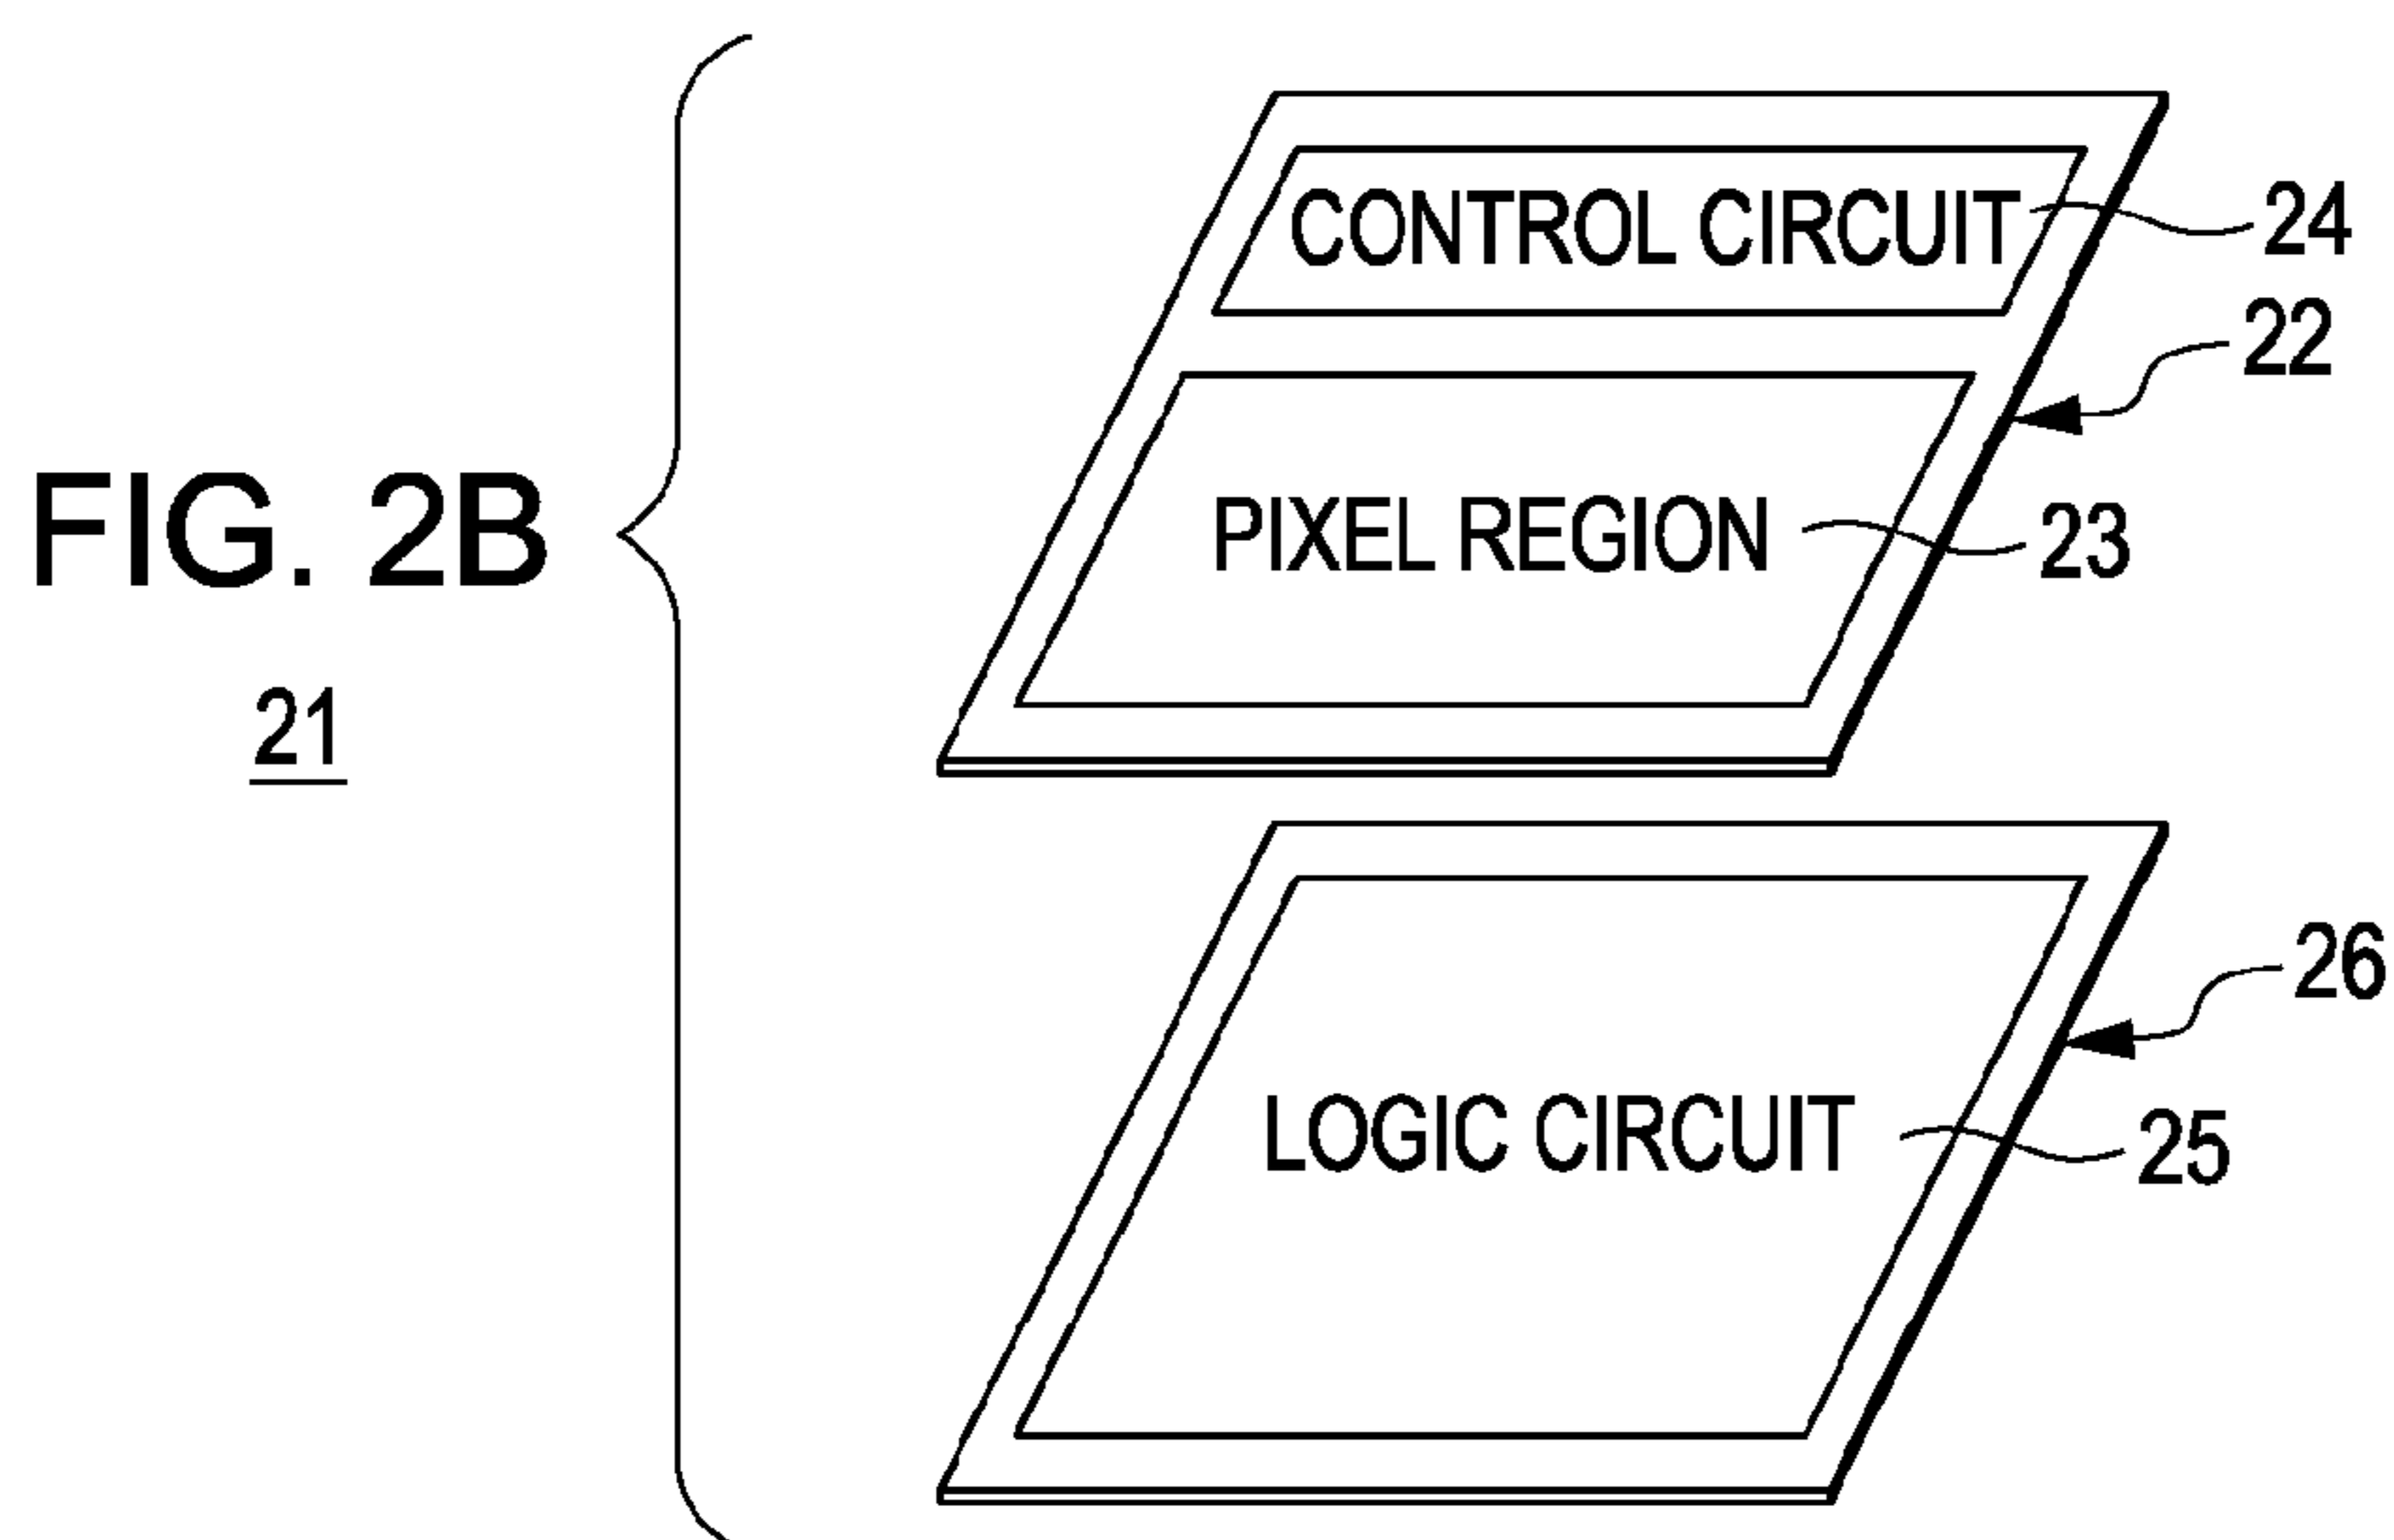 FIG. 2B
21
CONTROL CIRCUIT
24
22
PIXEL REGION
23
26
LOGIC CIRCUIT
25